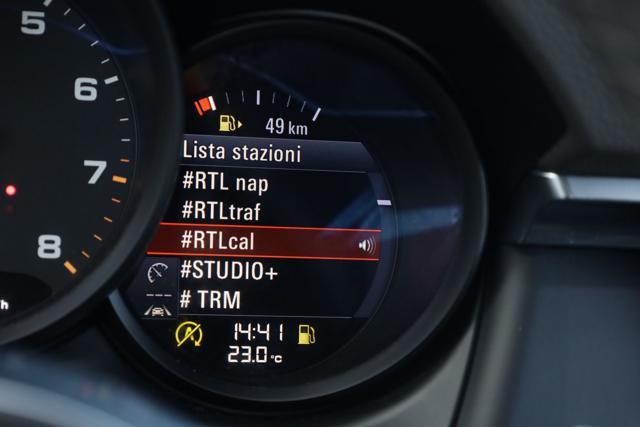 5
6
7
8
h
49 km
Lista stazioni
#RTL nap
#RTLtraf
#RTLcal
#STUDIO+
# TRM
A
14:41
23.0 °C